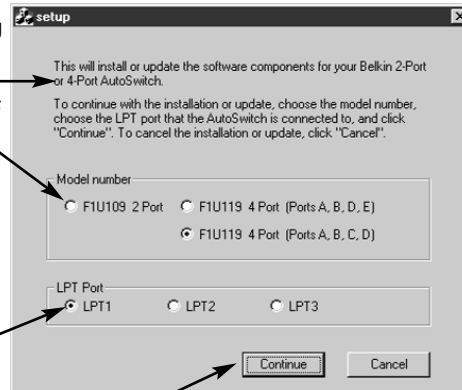 setup
This will install or update the software components for your Belkin 2-Port
or 4-Port AutoSwitch.
To continue with the installation or update, choose the model number,
choose the LPT port that the AutoSwitch is connected to, and click
"Continue". To cancel the installation or update, click "Cancel".
Model number
F1U109 2 Port F1U119 4 Port (Ports A, B, D, E)
F1U119 4 Port (Ports A, B, C, D)
LPT Port
LPT1 LPT2 LPT3
Continue Cancel